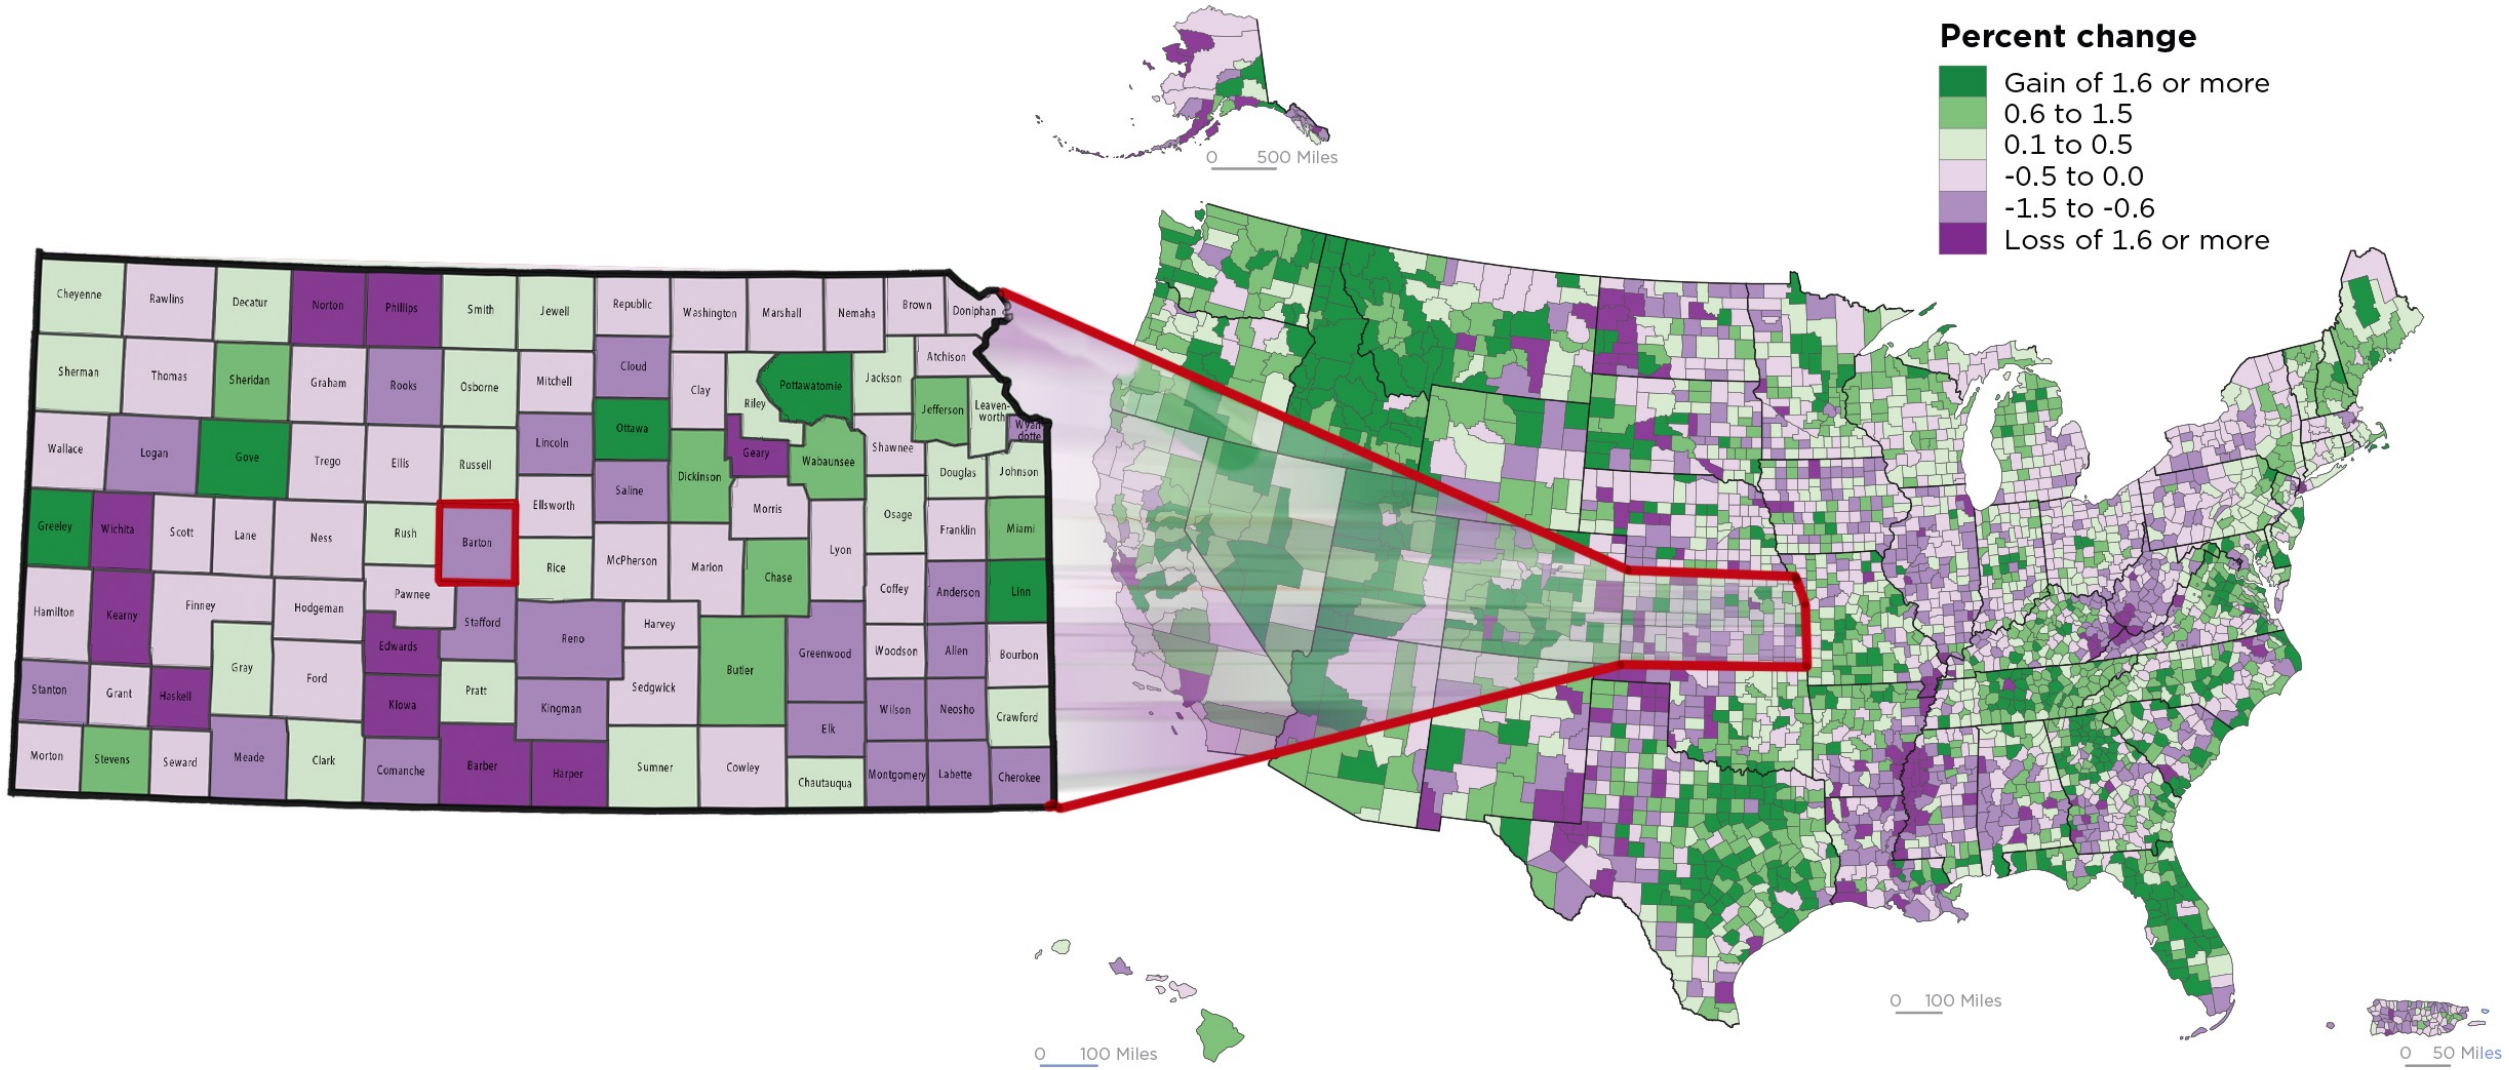 Percent change
Gain of 1.6 or more
0.6 to 1.5
0.1 to 0.5
-0.5 to 0.0
-1.5 to -0.6
Loss of 1.6 or more
0 500 Miles
Cheyenne Rawlins Decatur Norton Phillips Smith Jewell Republic Washington Marshall Nemaha Brown Doniphan
Atchison
Sherman Thomas Sheridan Graham Rooks Osborne Mitchell Cloud Clay Riley Pottawatomie Jackson Jefferson Leaven-
worth
Wyan-
dotte
Wallace Logan Gove Trego Ellis Russell Lincoln Ottawa Saline Dickinson Geary Wabaunsee Shawnee Douglas Johnson
Greeley Wichita Scott Lane Ness Rush Barton Ellsworth Rice McPherson Marion Morris Chase Lyon Osage Franklin Miami
Hamilton Kearny Finney Hodgeman Pawnee Edwards Stafford Reno Harvey Butler Greenwood Coffey Anderson Linn
Woodson Allen Bourbon
Stanton Grant Haskell Gray Ford Kiowa Pratt Kingman Sedgwick Elk Wilson Neosho Crawford
Morton Stevens Seward Meade Clark Comanche Barber Harper Sumner Cowley Chautauqua Montgomery Labette Cherokee
0 100 Miles
0 100 Miles
0 50 Miles